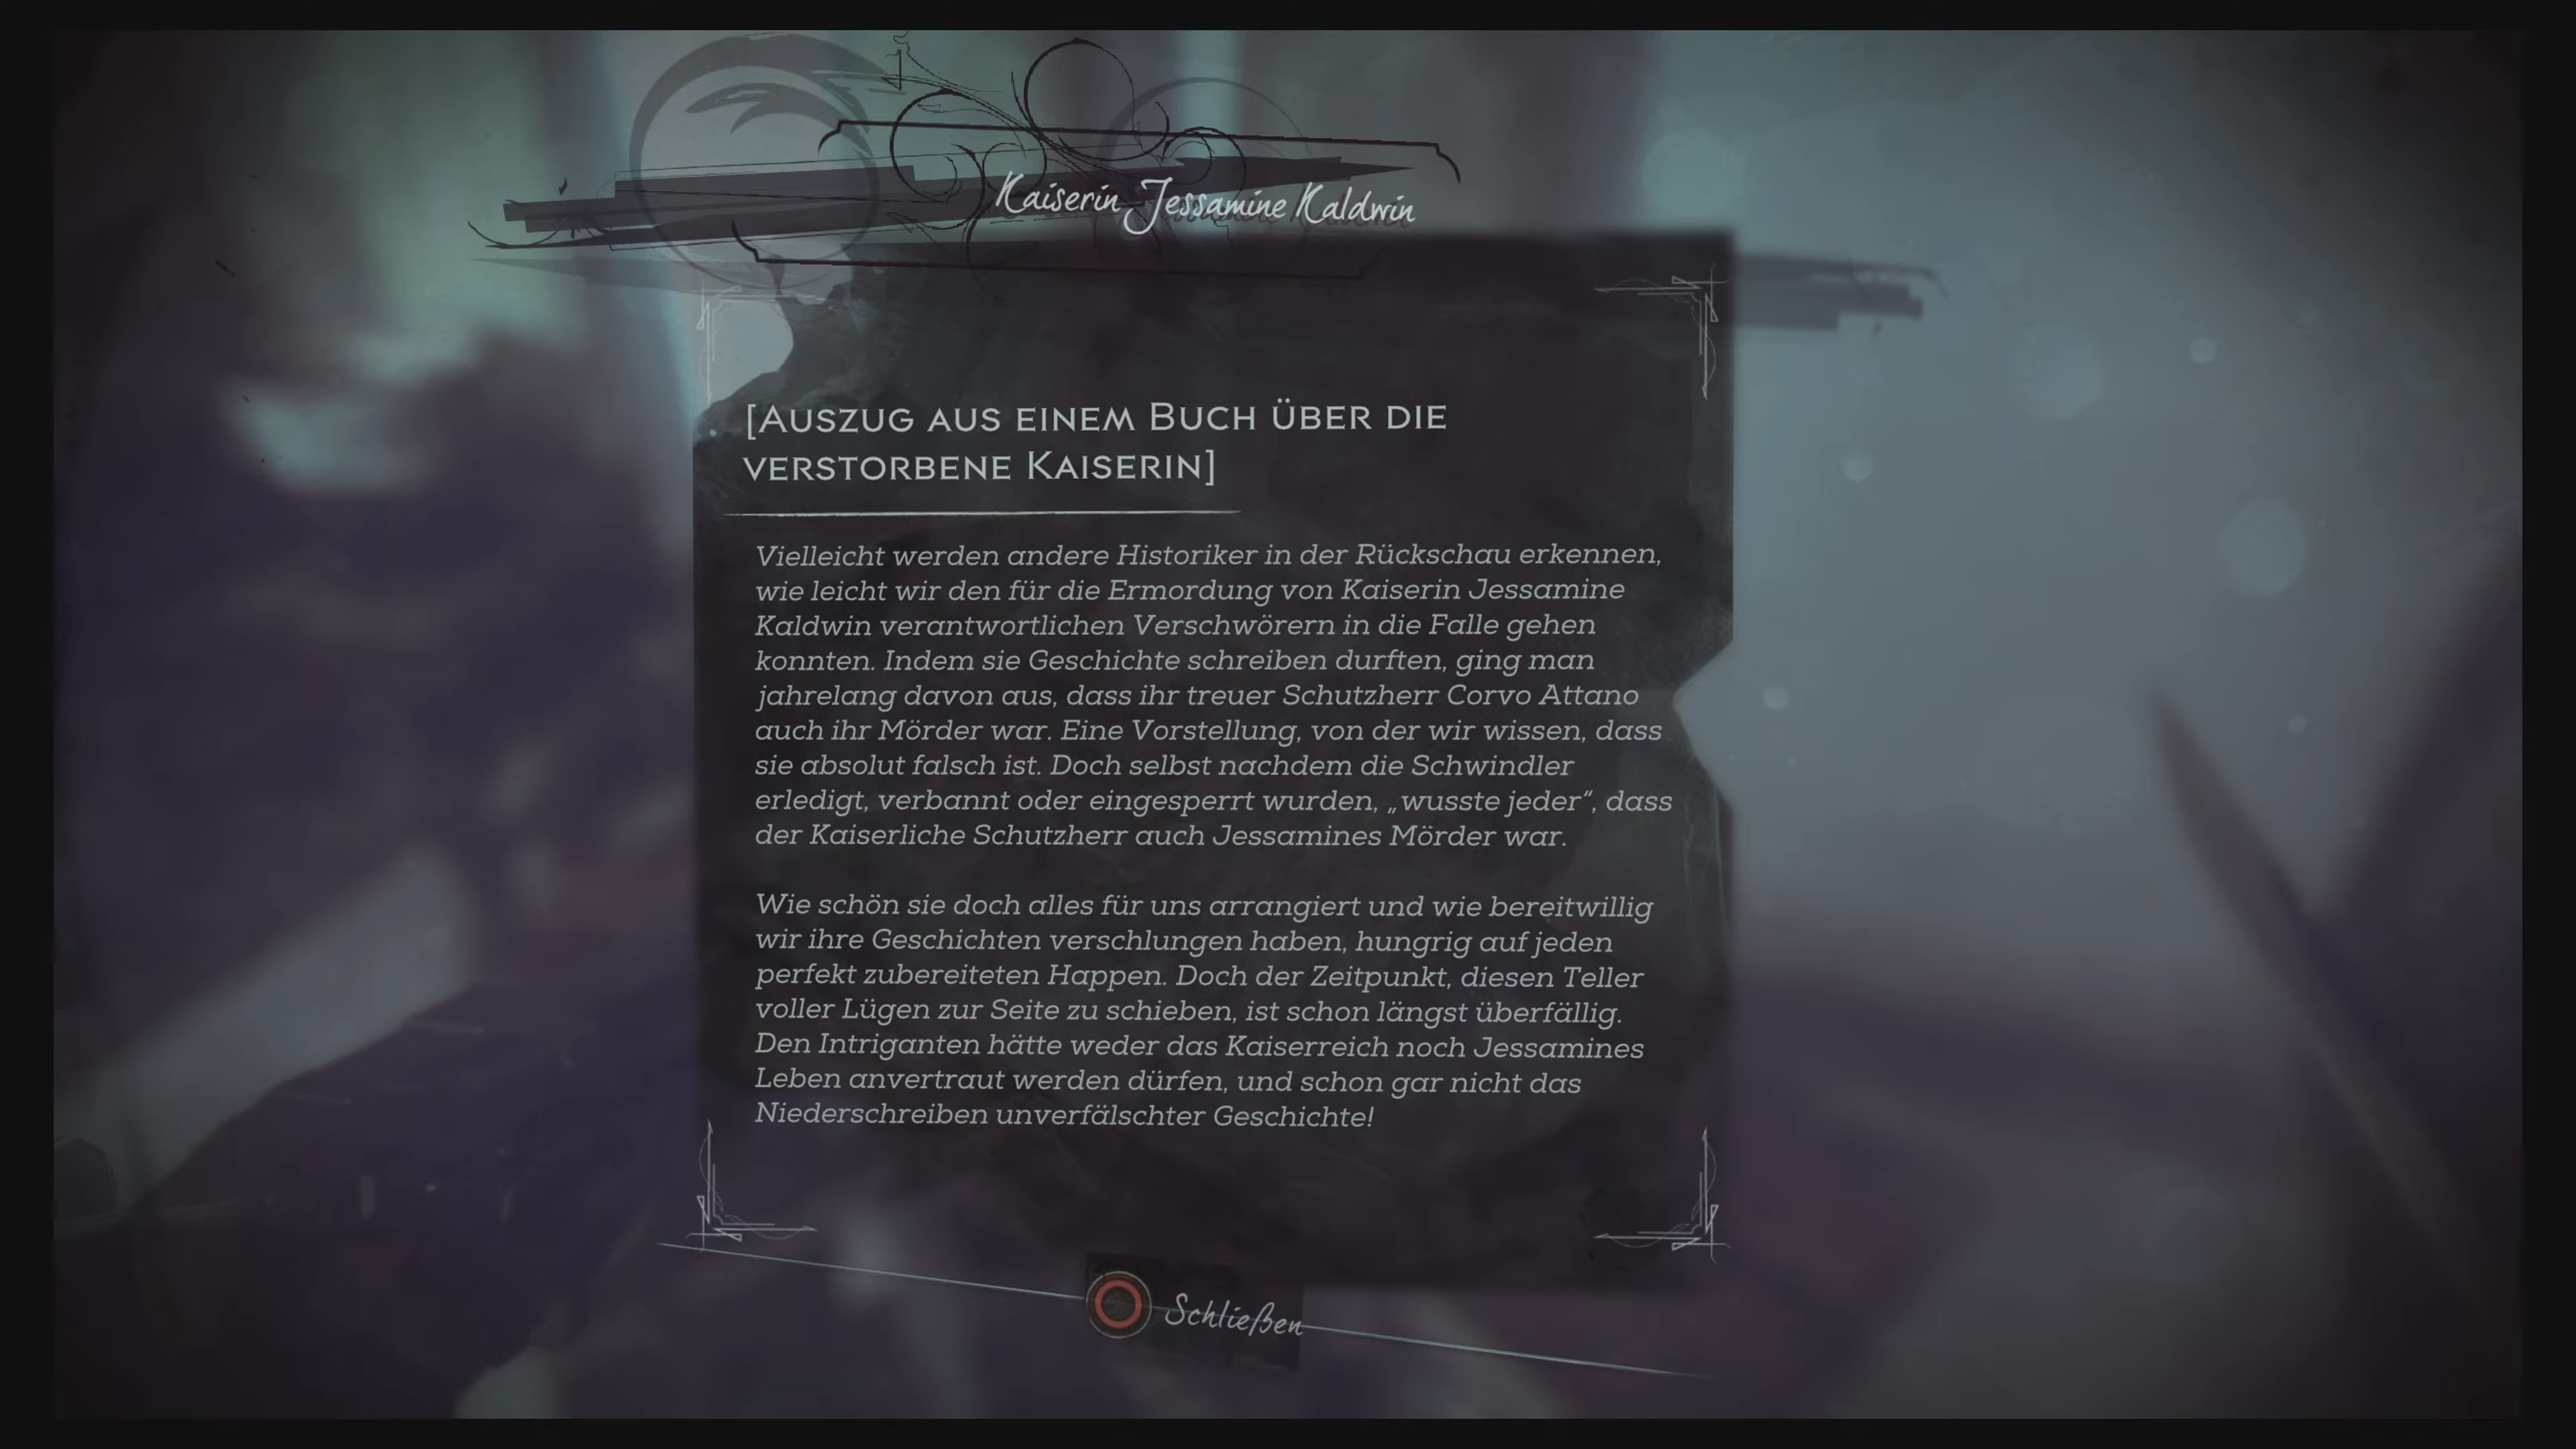 Kaiserin Jessamine Kaldwin
[Auszug aus einem Buch über die
verstorbene Kaiserin]
Vielleicht werden andere Historiker in der Rückschau erkennen,
wie leicht wir den für die Ermordung von Kaiserin Jessamine
Kaldwin verantwortlichen Verschwörern in die Falle gehen
konnten. Indem sie Geschichte schreiben durften, ging man
jahrelang davon aus, dass ihr treuer Schutzherr Corvo Attano
auch ihr Mörder war. Eine Vorstellung, von der wir wissen, dass
sie absolut falsch ist. Doch selbst nachdem die Schwindler
erledigt, verbannt oder eingesperrt wurden, „wusste jeder“, dass
der Kaiserliche Schutzherr auch Jessamines Mörder war.
Wie schön sie doch alles für uns arrangiert und wie bereitwillig
wir ihre Geschichten verschlungen haben, hungrig auf jeden
perfekt zubereiteten Happen. Doch der Zeitpunkt, diesen Teller
voller Lügen zur Seite zu schieben, ist schon längst überfällig.
Den Intriganten hätte weder das Kaiserreich noch Jessamines
Leben anvertraut werden dürfen, und schon gar nicht das
Niederschreiben unverfälschter Geschichte!
Schließen